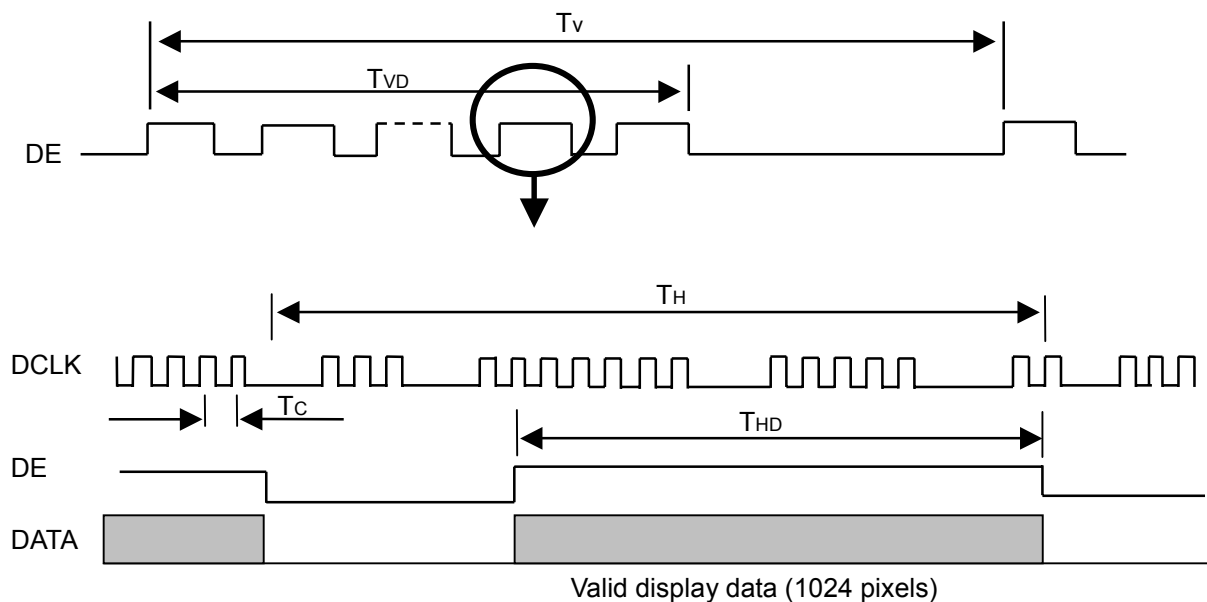 Tv
TVD
DE
TH
DCLK
TC
THD
DE
DATA
Valid display data (1024 pixels)